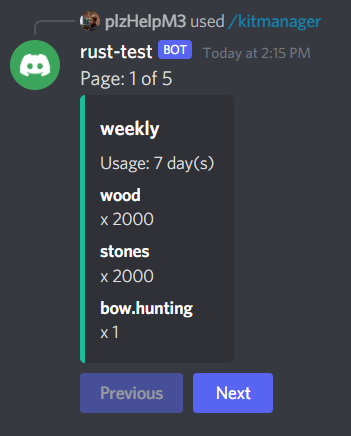 plzHelpM3 used /kitmanager
rust-test BOT Today at 2:15 PM
Page: 1 of 5
weekly
Usage: 7 day(s)
wood
x 2000
stones
x 2000
bow.hunting
x 1
Previous Next